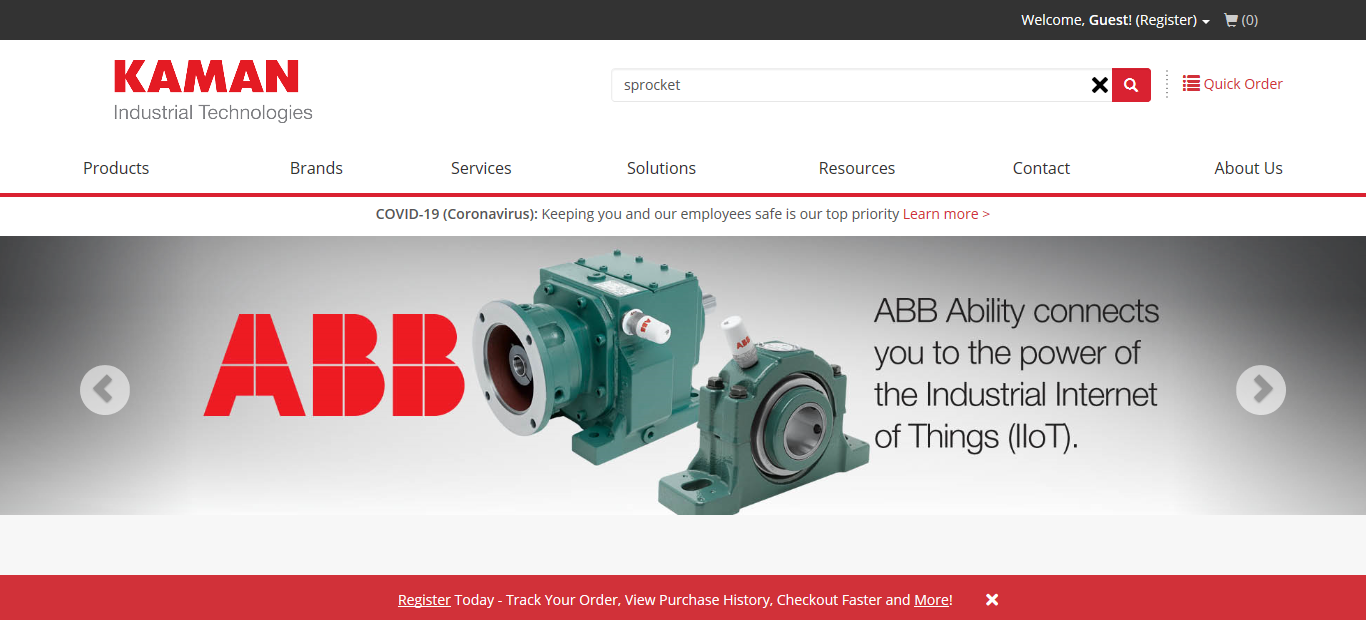 Welcome, Guest! (Register) (0)
KAMAN
Industrial Technologies
sprocket
Quick Order
Products Brands Services Solutions Resources Contact About Us
COVID-19 (Coronavirus): Keeping you and our employees safe is our top priority Learn more >
ABB
ABB
ABB
ABB Ability connects
you to the power of
the Industrial Internet
of Things (IIoT).
Register Today - Track Your Order, View Purchase History, Checkout Faster and More!